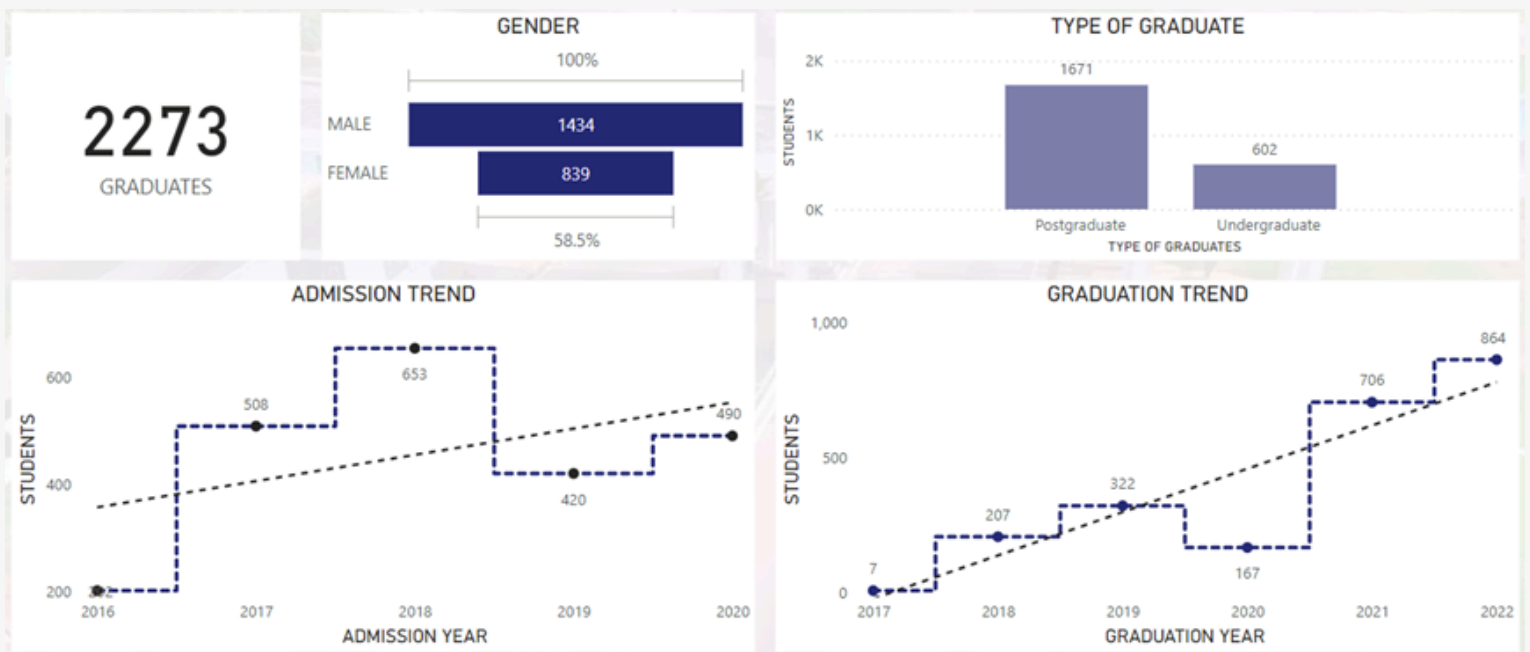 2273
GRADUATES
GENDER
100%
MALE
1434
FEMALE
839
58.5%
TYPE OF GRADUATE
2K
1K
0K
STUDENTS
1671
602
Postgraduate
Undergraduate
TYPE OF GRADUATES
ADMISSION TREND
600
400
200
STUDENTS
508
653
420
490
2016
2017
2018
2019
2020
ADMISSION YEAR
GRADUATION TREND
1,000
500
0
STUDENTS
7
207
322
167
706
864
2017
2018
2019
2020
2021
2022
GRADUATION YEAR